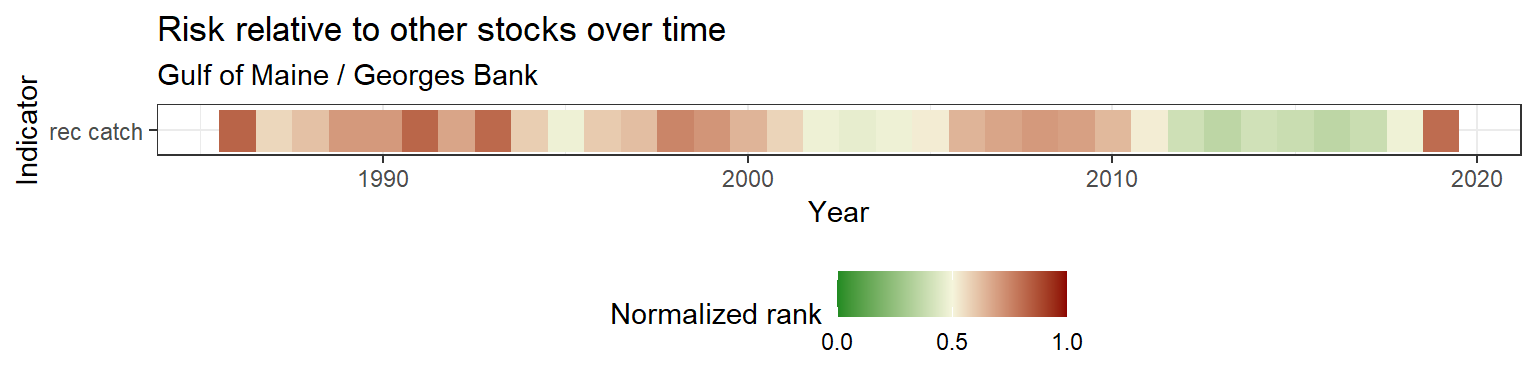 Risk relative to other stocks over time
Gulf of Maine / Georges Bank
Indicator
rec catch
1990 2000 2010 2020
Year
Normalized rank
0.0 0.5 1.0